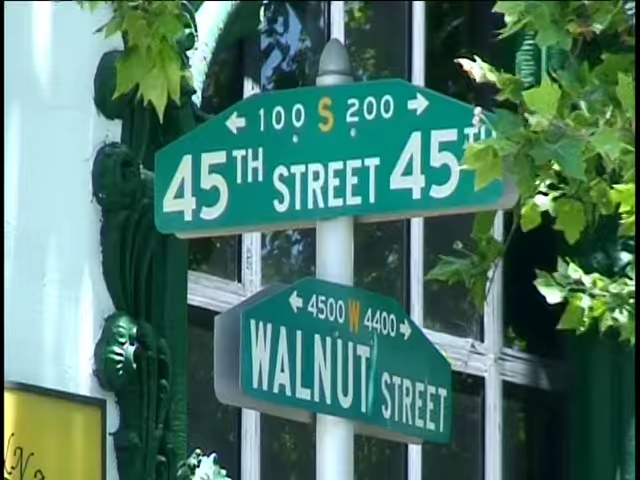 ← 100 S 200 →
45TH STREET 45TH
← 4500 W 4400 →
WALNUT STREET